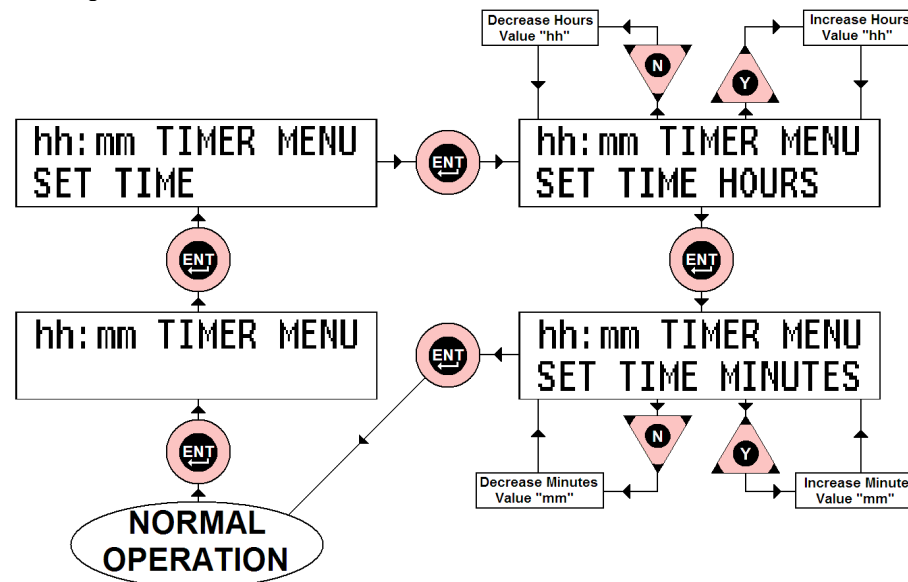 Decrease Hours
Value "hh"
N
Y
Increase Hours
Value "hh"
hh:mm TIMER MENU
SET TIME
ENT
hh:mm TIMER MENU
SET TIME HOURS
ENT
ENT
hh:mm TIMER MENU
ENT
hh:mm TIMER MENU
SET TIME MINUTES
ENT
N
Y
Decrease Minutes
Value "mm"
Increase Minutes
Value "mm"
NORMAL
OPERATION